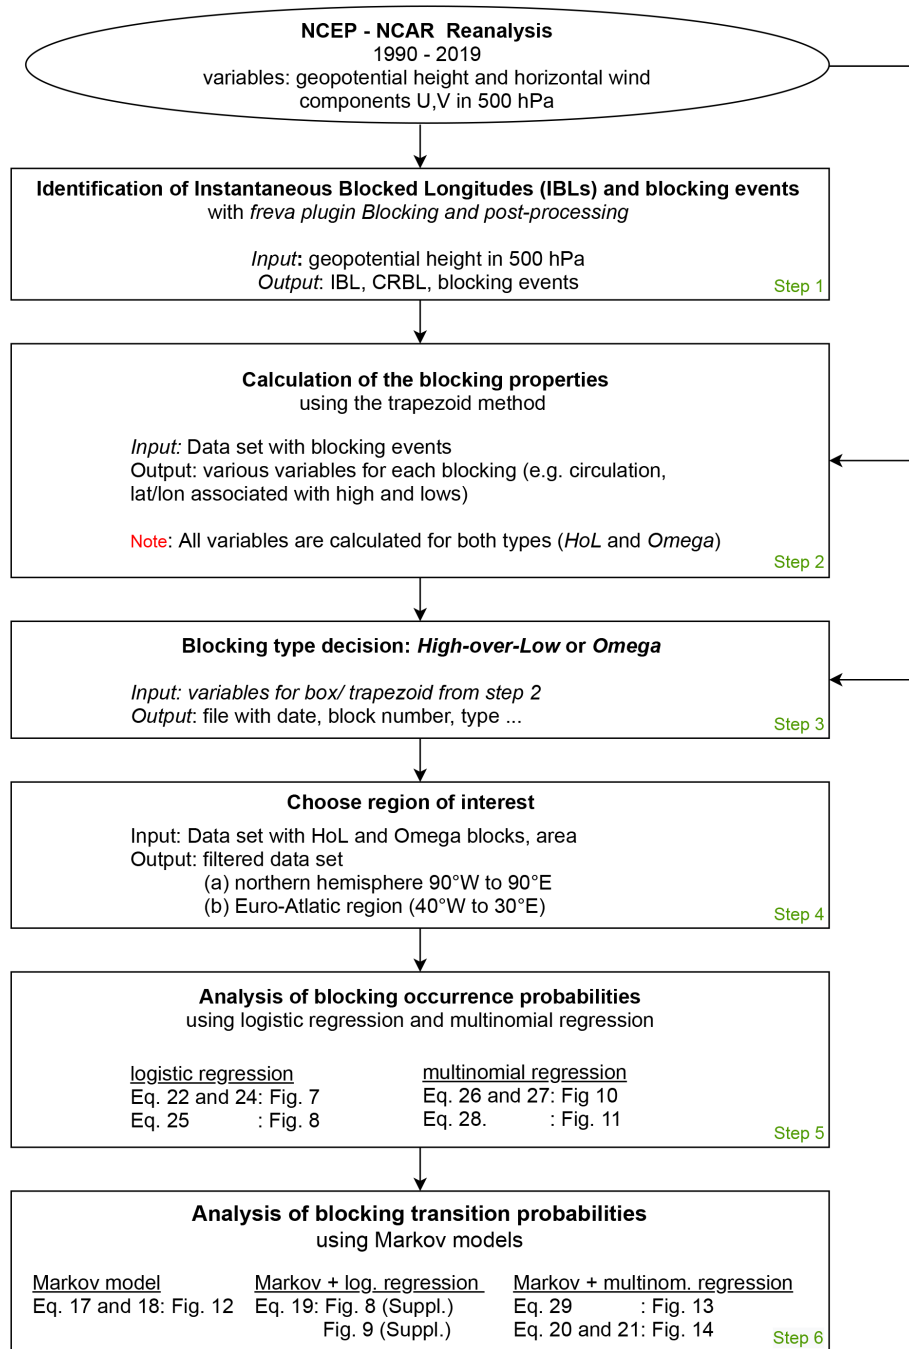 NCEP - NCAR  Reanalysis
1990 - 2019
variables: geopotential height and horizontal wind
components U,V in 500 hPa
Identification of Instantaneous Blocked Longitudes (IBLs) and blocking events
with freva plugin Blocking and post-processing
Input: geopotential height in 500 hPa
Output: IBL, CRBL, blocking events
Step 1
Calculation of the blocking properties
using the trapezoid method
Input: Data set with blocking events
Output: various variables for each blocking (e.g. circulation,
lat/lon associated with high and lows)
Note: All variables are calculated for both types (HoL and Omega)
Step 2
Blocking type decision: High-over-Low or Omega
Input: variables for box/ trapezoid from step 2
Output: file with date, block number, type ...
Step 3
Choose region of interest
Input: Data set with HoL and Omega blocks, area
Output: filtered data set
(a) northern hemisphere 90°W to 90°E
(b) Euro-Atlatic region (40°W to 30°E)
Step 4
Analysis of blocking occurrence probabilities
using logistic regression and multinomial regression
logistic regression
Eq. 22 and 24: Fig. 7
Eq. 25 : Fig. 8
multinomial regression
Eq. 26 and 27: Fig 10
Eq. 28. : Fig. 11
Step 5
Analysis of blocking transition probabilities
using Markov models
Markov model
Eq. 17 and 18: Fig. 12
Markov + log. regression
Eq. 19: Fig. 8 (Suppl.)
Fig. 9 (Suppl.)
Markov + multinom. regression
Eq. 29 : Fig. 13
Eq. 20 and 21: Fig. 14
Step 6